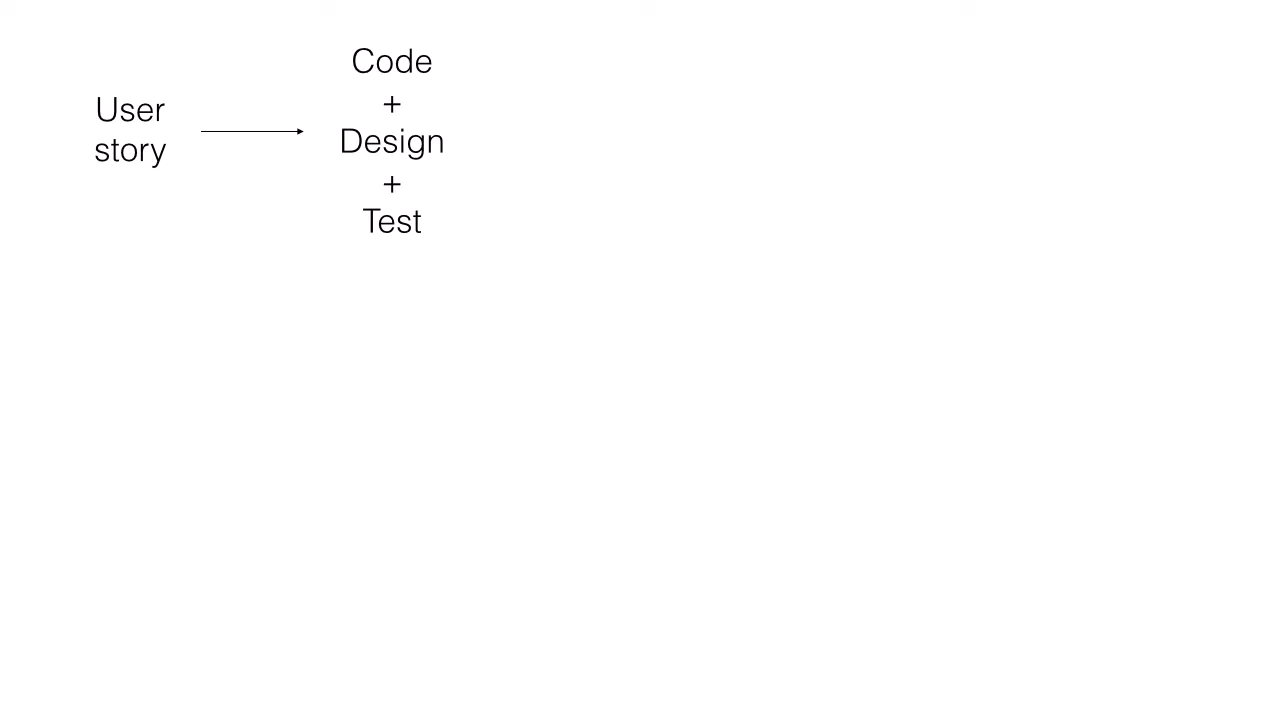 User
story
Code
+
Design
+
Test